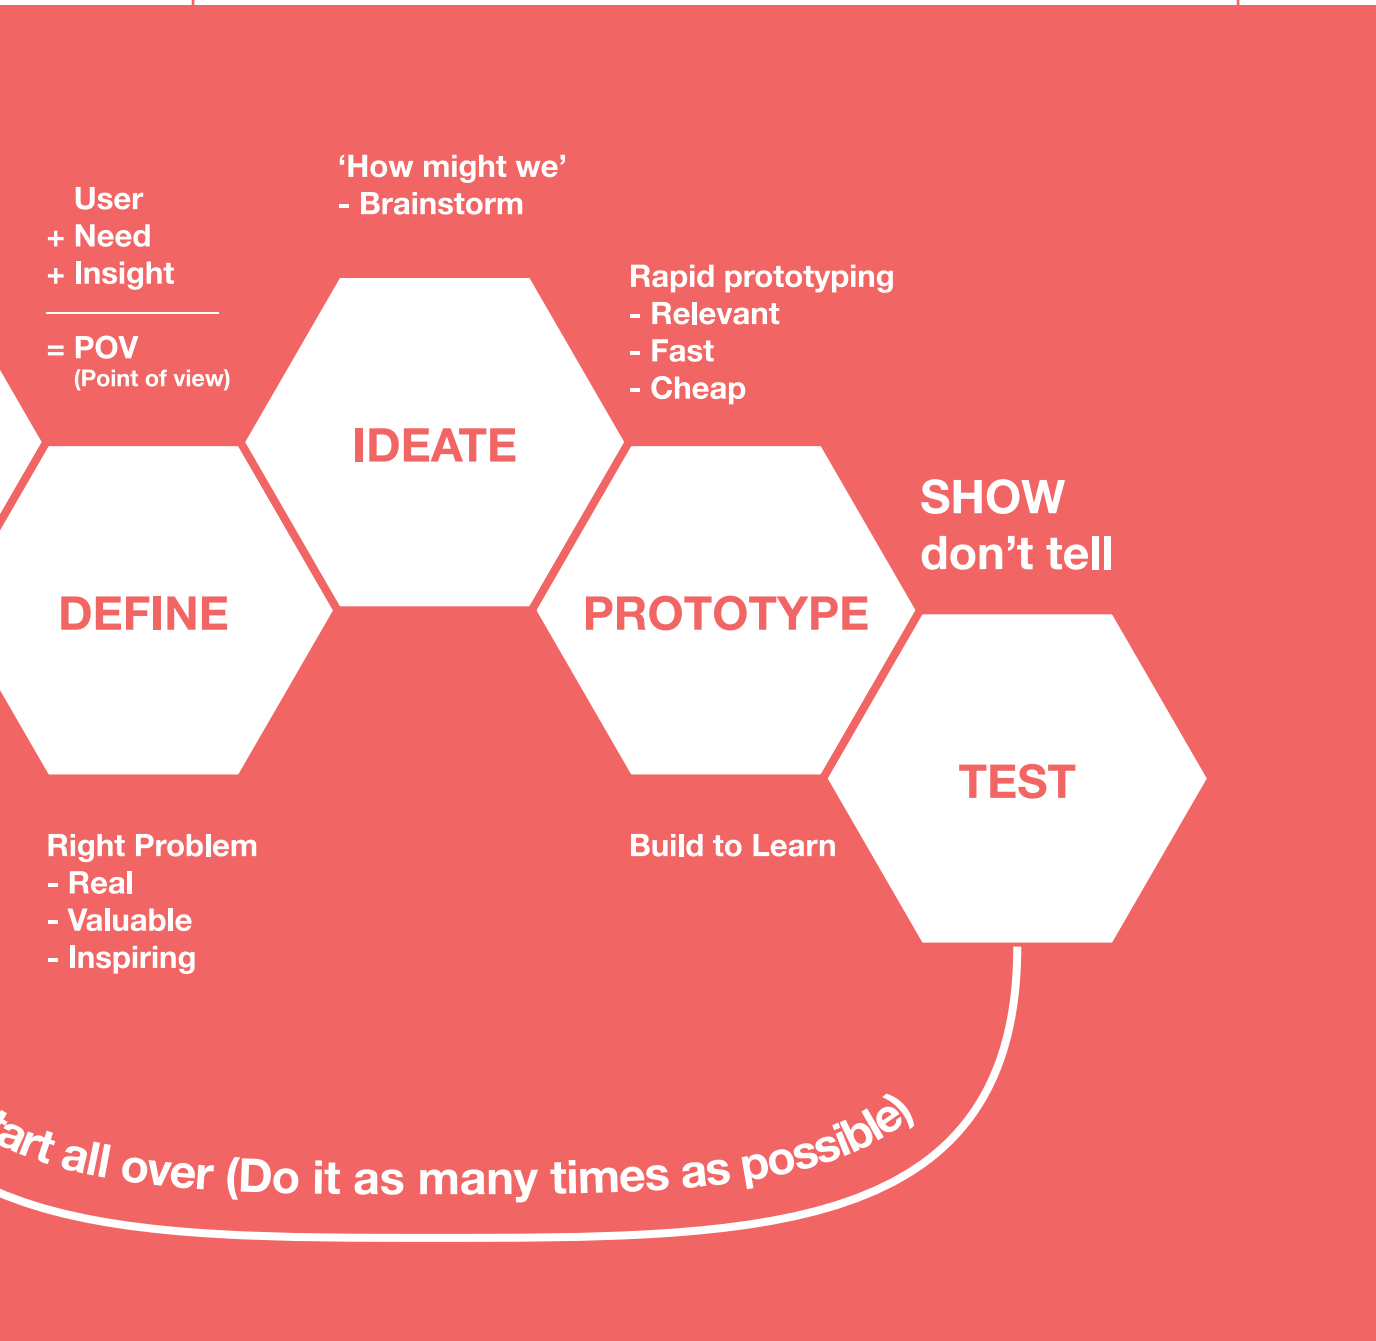 User
+ Need
+ Insight
= POV
(Point of view)
‘How might we’
- Brainstorm
Rapid prototyping
- Relevant
- Fast
- Cheap
SHOW
don’t tell
IDEATE
DEFINE
PROTOTYPE
TEST
Right Problem
- Real
- Valuable
- Inspiring
Build to Learn
all over (Do it as many times as possible)